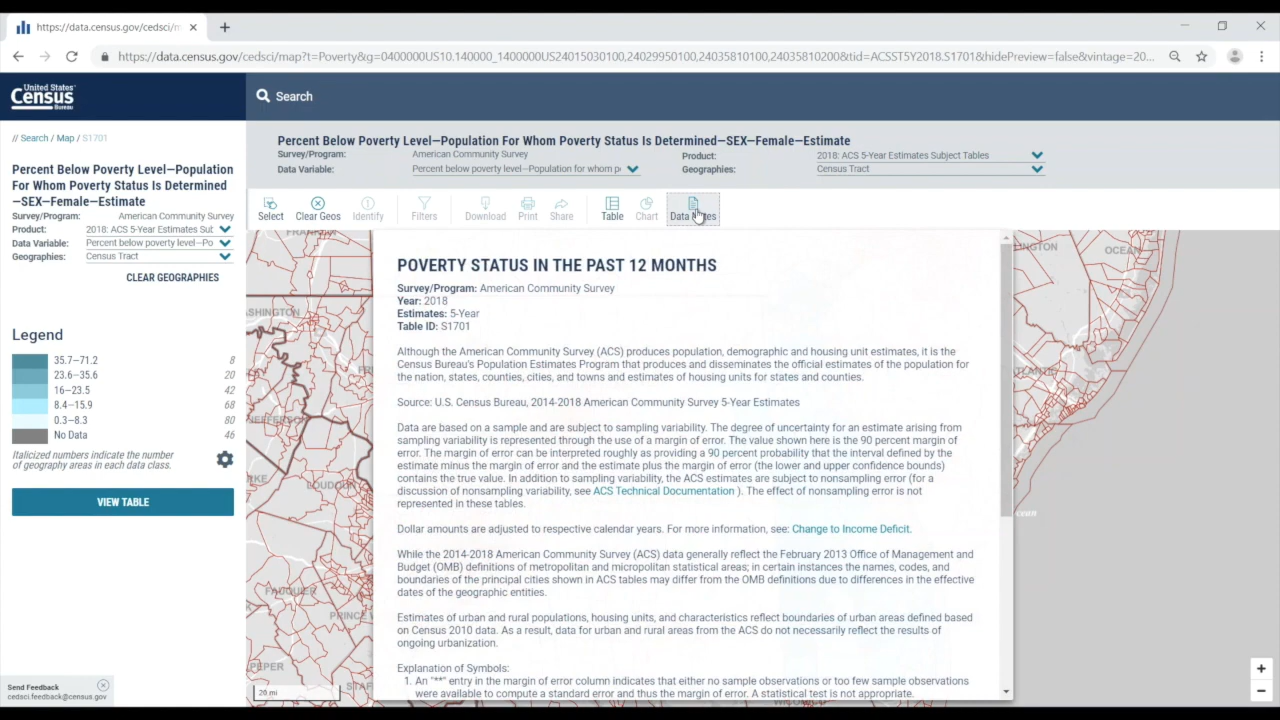 https://data.census.gov/cedsci/m
https://data.census.gov/cedsci/map?t=Poverty&g=0400000US10.140000_1400000US24015030100,24029950100,24035810100,24035810200&tid=ACSST5Y2018.S1701&hidePreview=false&vintage=20...
United States®
Census
Bureau
Search
// Search / Map / S1701
Percent Below Poverty Level—Population
For Whom Poverty Status Is Determined
—SEX—Female—Estimate
Survey/Program: American Community Survey
Product: 2018: ACS 5-Year Estimates Sub
Data Variable: Percent below poverty level—Po
Geographies: Census Tract
CLEAR GEOGRAPHIES
Legend
35.7—71.2 8
23.6—35.6 20
16—23.5 42
8.4—15.9 68
0.3—8.3 80
No Data 46
Italicized numbers indicate the number
of geography areas in each data class.
VIEW TABLE
Send Feedback
cedsci.feedback@census.gov
Percent Below Poverty Level—Population For Whom Poverty Status Is Determined—SEX—Female—Estimate
Survey/Program: American Community Survey
Product: 2018: ACS 5-Year Estimates Subject Tables
Data Variable: Percent below poverty level—Population for whom p
Geographies: Census Tract
Select Clear Geos Identify Filters Download Print Share Table Chart Data Notes
POVERTY STATUS IN THE PAST 12 MONTHS
Survey/Program: American Community Survey
Year: 2018
Estimates: 5-Year
Table ID: S1701
Although the American Community Survey (ACS) produces population, demographic and housing unit estimates, it is the
Census Bureau's Population Estimates Program that produces and disseminates the official estimates of the population for
the nation, states, counties, cities, and towns and estimates of housing units for states and counties.
Source: U.S. Census Bureau, 2014-2018 American Community Survey 5-Year Estimates
Data are based on a sample and are subject to sampling variability. The degree of uncertainty for an estimate arising from
sampling variability is represented through the use of a margin of error. The value shown here is the 90 percent margin of
error. The margin of error can be interpreted roughly as providing a 90 percent probability that the interval defined by the
estimate minus the margin of error and the estimate plus the margin of error (the lower and upper confidence bounds)
contains the true value. In addition to sampling variability, the ACS estimates are subject to nonsampling error (for a
discussion of nonsampling variability, see ACS Technical Documentation ). The effect of nonsampling error is not
represented in these tables.
Dollar amounts are adjusted to respective calendar years. For more information, see: Change to Income Deficit.
While the 2014-2018 American Community Survey (ACS) data generally reflect the February 2013 Office of Management and
Budget (OMB) definitions of metropolitan and micropolitan statistical areas; in certain instances the names, codes, and
boundaries of the principal cities shown in ACS tables may differ from the OMB definitions due to differences in the effective
dates of the geographic entities.
Estimates of urban and rural populations, housing units, and characteristics reflect boundaries of urban areas defined based
on Census 2010 data. As a result, data for urban and rural areas from the ACS do not necessarily reflect the results of
ongoing urbanization.
Explanation of Symbols:
1. An "**" entry in the margin of error column indicates that either no sample observations or too few sample observations
were available to compute a standard error and thus the margin of error. A statistical test is not appropriate.
OCEAN
LOUDOU
FAUQUIER
PRINCE
20 mi